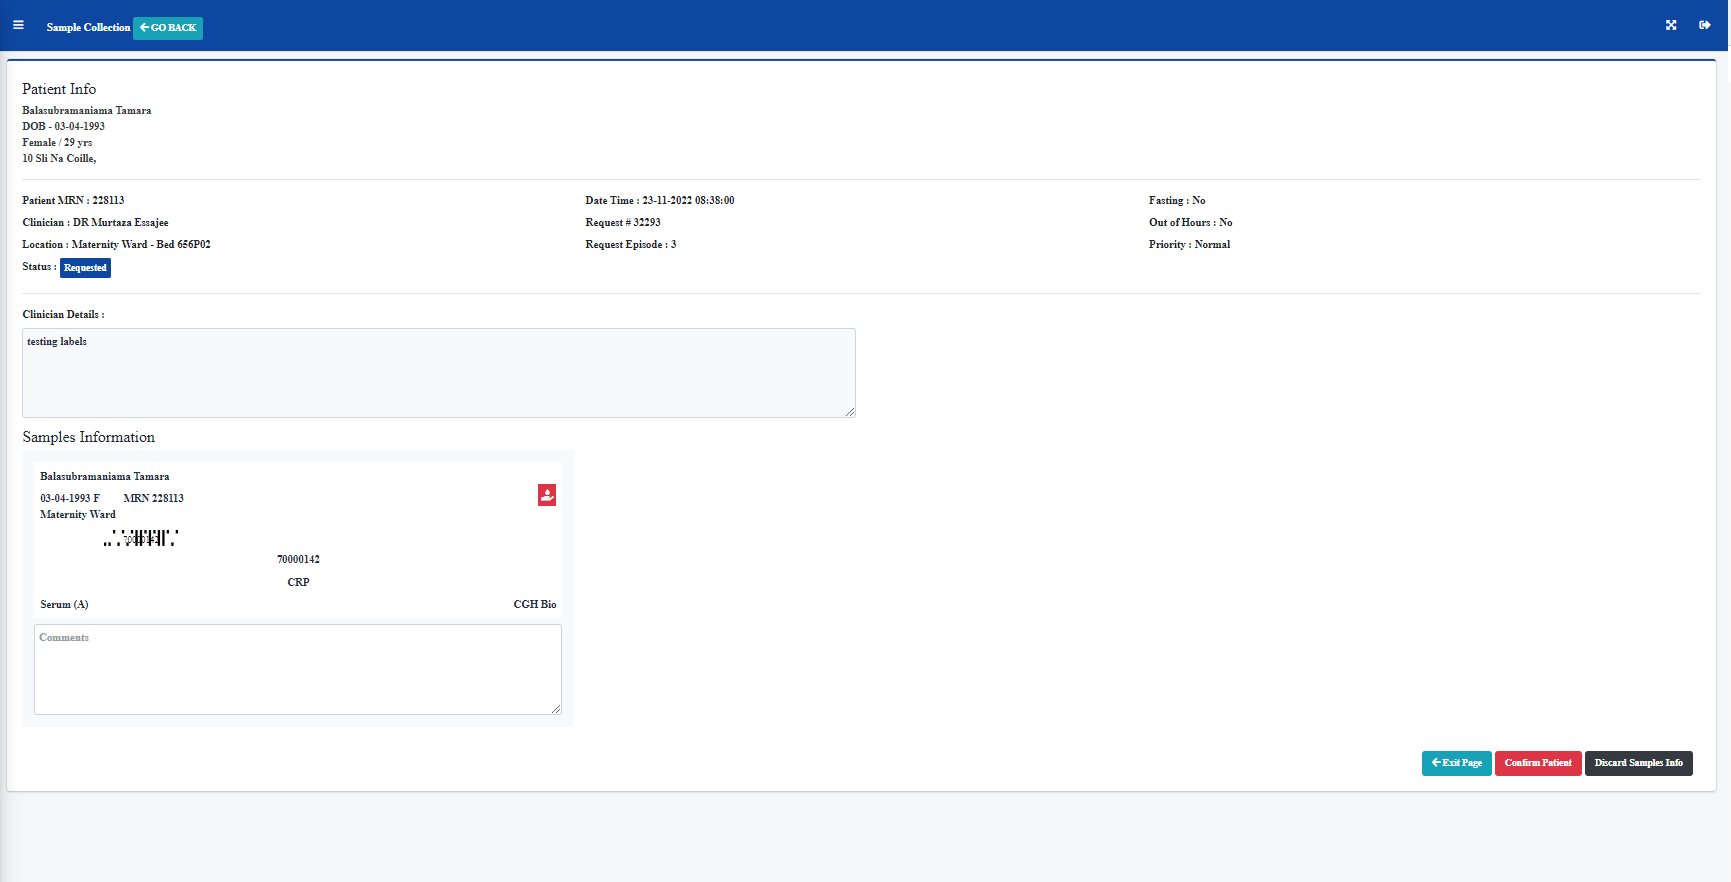 Sample Collection GO BACK
Patient Info
Balasubramaniama Tamara
DOB - 03-04-1993
Female / 29 yrs
10 Sli Na Coille,
Patient MRN : 228113
Clinician : DR Murtaza Essajee
Location : Maternity Ward - Bed 656P02
Status : Requested
Date Time : 23-11-2022 08:38:00
Request # 32293
Request Episode : 3
Fasting : No
Out of Hours : No
Priority : Normal
Clinician Details :
testing labels
Samples Information
Balasubramaniama Tamara
03-04-1993 F MRN 228113
Maternity Ward
70000142
70000142
CRP
Serum (A) CGH Bio
Comments
Exit Page Confirm Patient Discard Samples Info